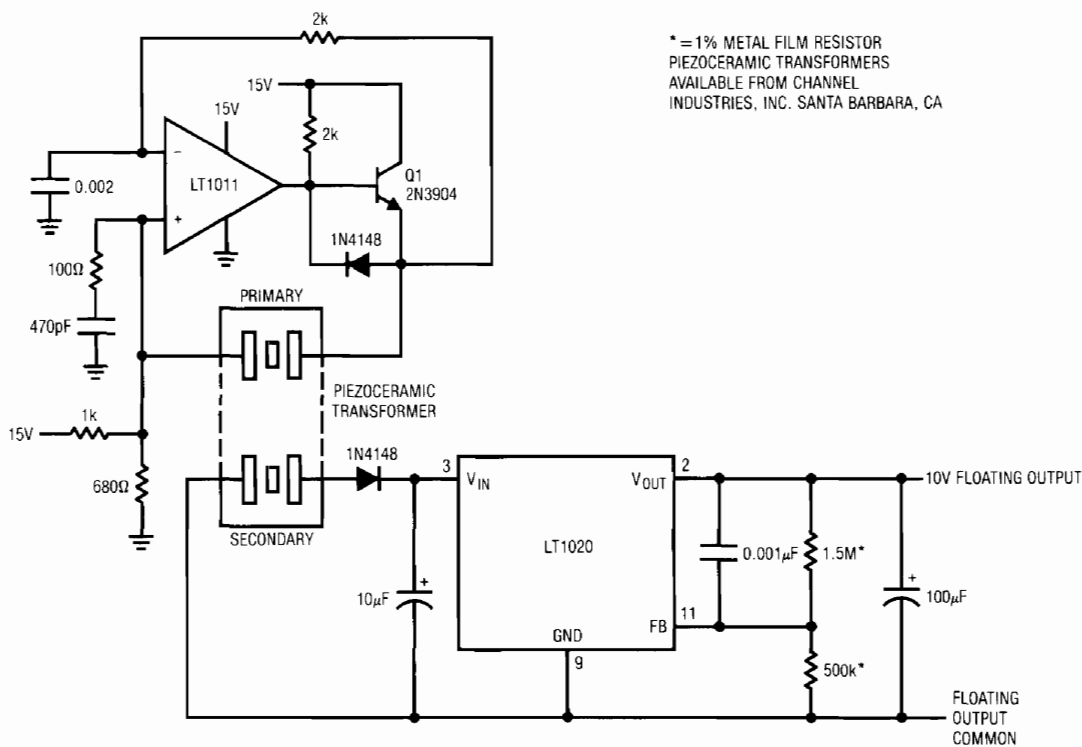 2k
* = 1% METAL FILM RESISTOR
PIEZOCERAMIC TRANSFORMERS
AVAILABLE FROM CHANNEL
INDUSTRIES, INC. SANTA BARBARA, CA
15V
15V
2k
–
LT1011
Q1
2N3904
0.002
+
1N4148
100Ω
PRIMARY
470pF
PIEZOCERAMIC
TRANSFORMER
1k
15V
1N4148
3
2
VIN
VOUT
10V FLOATING OUTPUT
680Ω
SECONDARY
LT1020
0.001µF
1.5M*
+
10µF
+
100µF
11
FB
GND
9
500k*
FLOATING
OUTPUT
COMMON